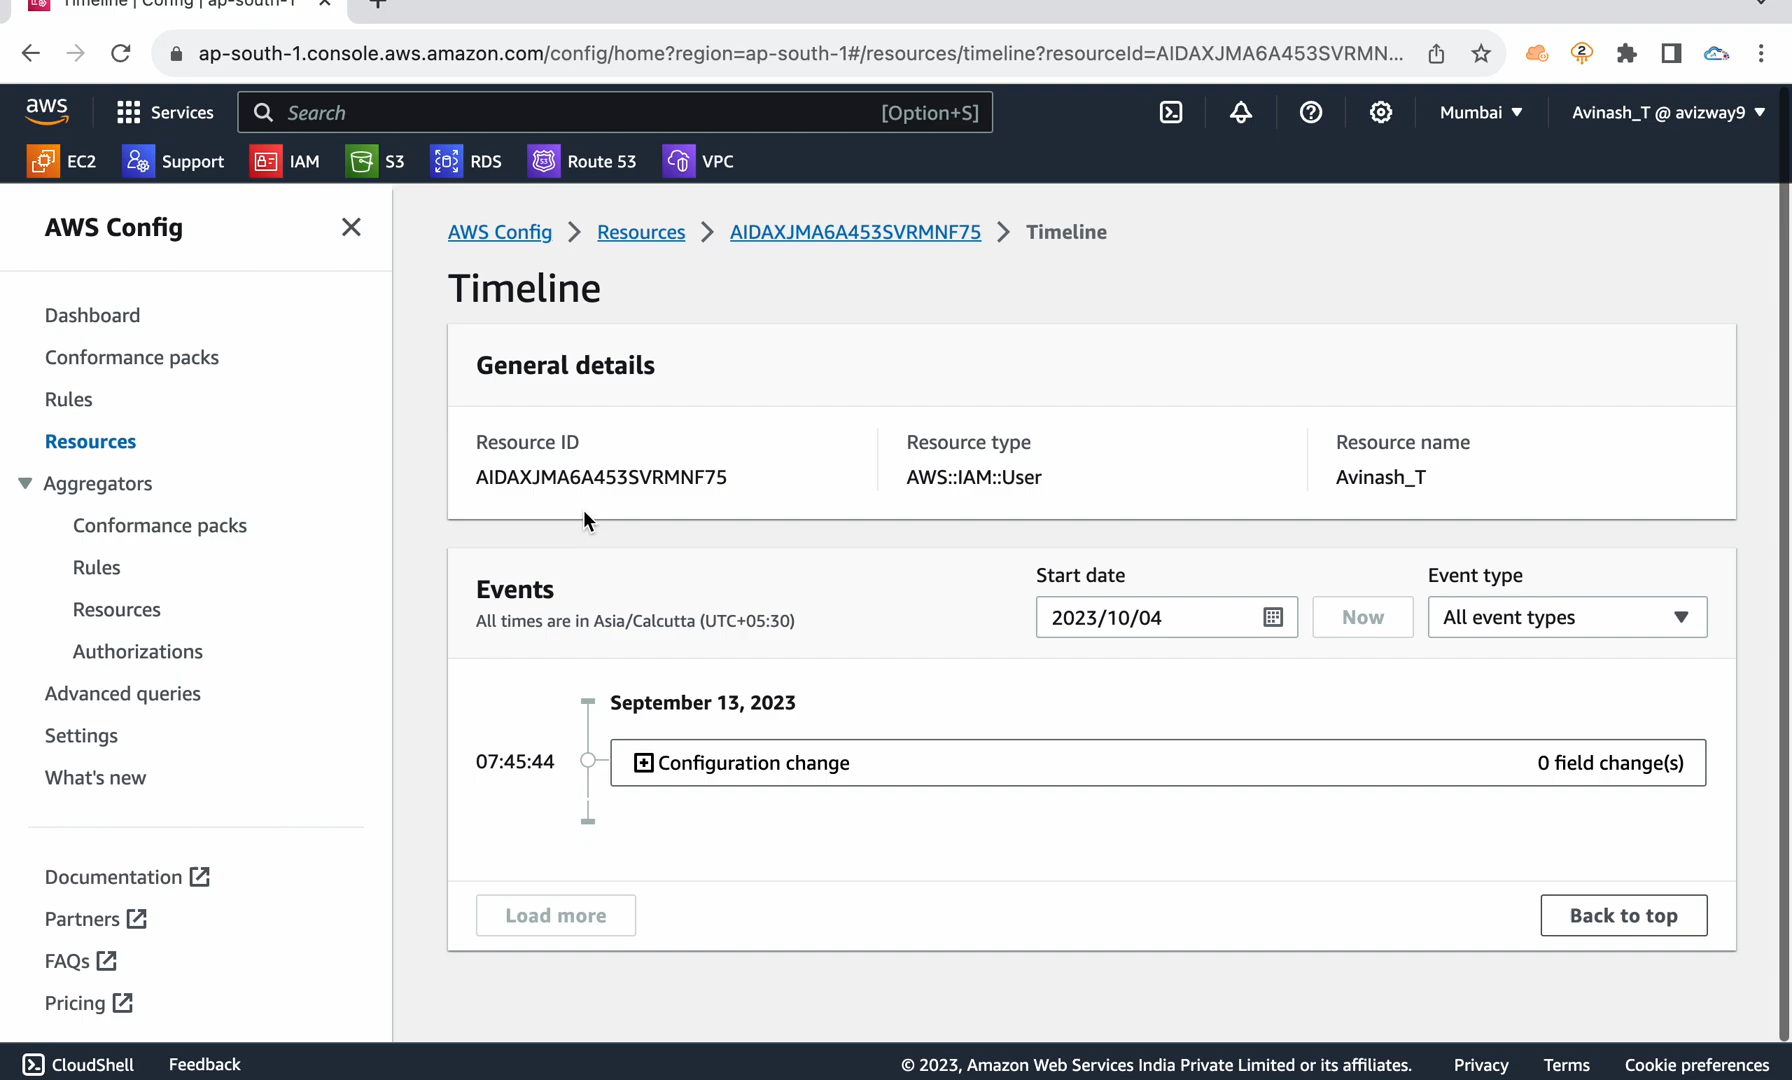 Timeline | Config | ap-south-1
ap-south-1.console.aws.amazon.com/config/home?region=ap-south-1#/resources/timeline?resourceId=AIDAXJMA6A453SVRMN...
2
aws
Services
Search
[Option+S]
Mumbai
Avinash_T @ avizway9
EC2
Support
IAM
S3
RDS
Route 53
VPC
AWS Config
Dashboard
Conformance packs
Rules
Resources
Aggregators
Conformance packs
Rules
Resources
Authorizations
Advanced queries
Settings
What's new
Documentation
Partners
FAQs
Pricing
AWS Config > Resources > AIDAXJMA6A453SVRMNF75 > Timeline
Timeline
General details
Resource ID
AIDAXJMA6A453SVRMNF75
Resource type
AWS::IAM::User
Resource name
Avinash_T
Events
All times are in Asia/Calcutta (UTC+05:30)
Start date
2023/10/04
Now
Event type
All event types
September 13, 2023
07:45:44
Configuration change
0 field change(s)
Load more
Back to top
CloudShell
Feedback
© 2023, Amazon Web Services India Private Limited or its affiliates.
Privacy
Terms
Cookie preferences